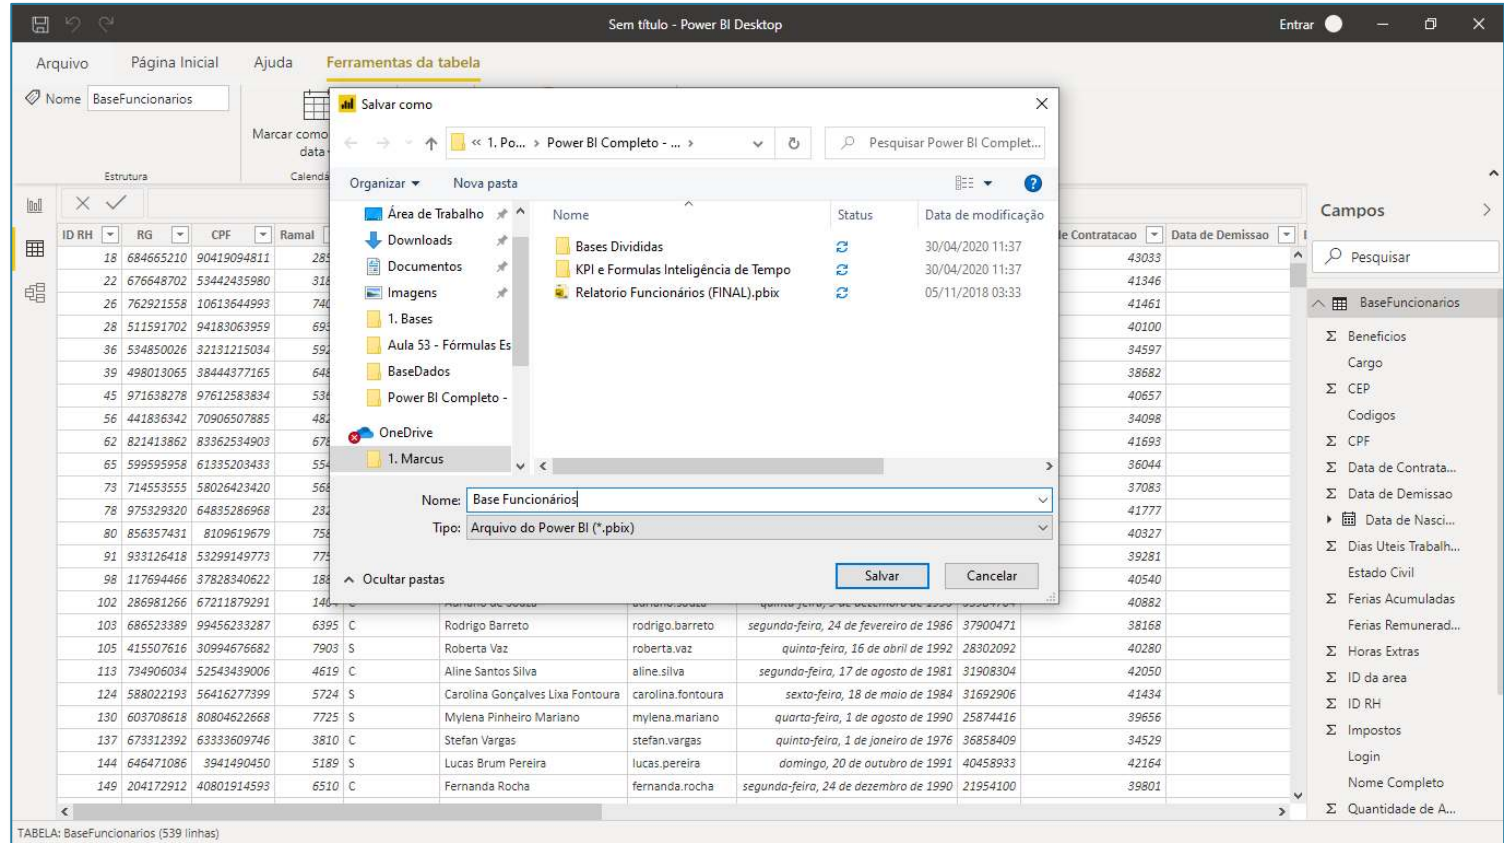 Sem título - Power BI Desktop
Entrar
Arquivo Página Inicial Ajuda Ferramentas da tabela
Nome BaseFuncionarios
Marcar como
data
Estrutura
Salvar como
« 1. Po... › Power BI Completo - ... ›
Pesquisar Power BI Complet...
Organizar Nova pasta
Área de Trabalho
Downloads
Documentos
Imagens
1. Bases
Aula 53 - Fórmulas Es
BaseDados
Power BI Completo -
OneDrive
1. Marcus
Nome Status Data de modificação
Bases Divididas 30/04/2020 11:37
KPI e Formulas Inteligência de Tempo 30/04/2020 11:37
Relatorio Funcionários (FINAL).pbix 05/11/2018 03:33
Nome: Base Funcionários
Tipo: Arquivo do Power BI (*.pbix)
Ocultar pastas
Salvar Cancelar
ID RH RG CPF Ramal
Contratacao Data de Demissao
18 684665210 90419094811 43033
22 676648702 53442435980 41346
26 762921558 10613644993 41461
28 511591702 94183063959 40100
36 534850026 32131215034 34597
39 498013065 38444377165 38682
45 971638278 97612583834 40657
56 441836342 70906507885 34098
62 821413862 83362534903 41693
65 599595958 61335203433 36044
73 714553555 58026423420 37083
78 975329320 64835286968 41777
80 856357431 8109619679 40327
91 933126418 53299149773 39281
98 117694466 37828340622 40540
102 286981266 67211879291 40882
103 686523389 99456233287 6395 C Rodrigo Barreto rodrigo.barreto segunda-feira, 24 de fevereiro de 1986 37900471 38168
105 415507616 30994676682 7903 S Roberta Vaz roberta.vaz quinta-feira, 16 de abril de 1992 28302092 40280
113 734906034 52543439006 4619 C Aline Santos Silva aline.silva segunda-feira, 17 de agosto de 1981 31908304 42050
124 588022193 56416277399 5724 S Carolina Gonçalves Lixa Fontoura carolina.fontoura sexta-feira, 18 de maio de 1984 31692906 41434
130 603708618 80804622668 7725 S Mylena Pinheiro Mariano mylena.mariano quarta-feira, 1 de agosto de 1990 25874416 39656
137 673312392 63333609746 3810 C Stefan Vargas stefan.vargas quinta-feira, 1 de janeiro de 1976 36858409 34529
144 646471086 3941490450 5189 S Lucas Brum Pereira lucas.pereira domingo, 20 de outubro de 1991 40458933 42164
149 204172912 40801914593 6510 C Fernanda Rocha fernanda.rocha segunda-feira, 24 de dezembro de 1990 21954100 39801
Campos
Pesquisar
BaseFuncionarios
Σ Beneficios
Cargo
Σ CEP
Codigos
Σ CPF
Σ Data de Contrata...
Σ Data de Demissao
Data de Nasci...
Σ Dias Uteis Trabalh...
Estado Civil
Σ Ferias Acumuladas
Ferias Remunerad...
Σ Horas Extras
Σ ID da area
Σ ID RH
Σ Impostos
Login
Nome Completo
Σ Quantidade de A...
TABELA: BaseFuncionarios (539 linhas)